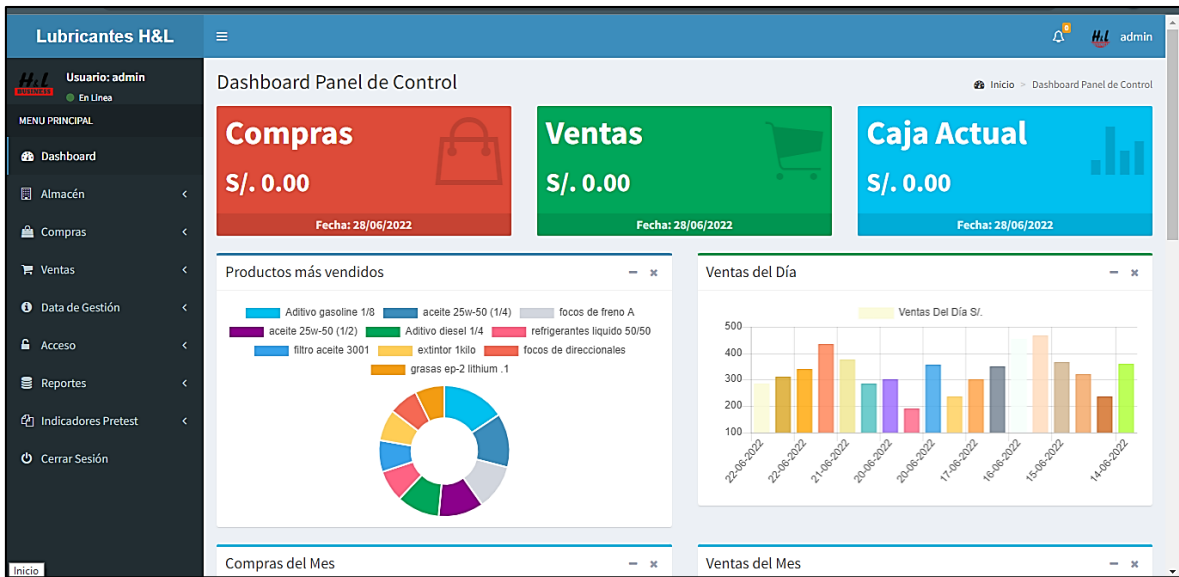 Lubricantes H&L
0
H&L
admin
H&L
BUSINESS
Usuario: admin
En Linea
MENU PRINCIPAL
Dashboard
Almacén
Compras
Ventas
Data de Gestión
Acceso
Reportes
Indicadores Pretest
Cerrar Sesión
Inicio
Dashboard Panel de Control
Inicio > Dashboard Panel de Control
Compras
S/. 0.00
Fecha: 28/06/2022
Ventas
S/. 0.00
Fecha: 28/06/2022
Caja Actual
S/. 0.00
Fecha: 28/06/2022
Productos más vendidos
Aditivo gasoline 1/8 aceite 25w-50 (1/4) focos de freno A
aceite 25w-50 (1/2) Aditivo diesel 1/4 refrigerantes liquido 50/50
filtro aceite 3001 extintor 1kilo focos de direccionales
grasas ep-2 lithium .1
Ventas del Día
Ventas Del Día S/.
500
400
300
200
100
22-06-2022
22-06-2022
21-06-2022
20-06-2022
20-06-2022
17-06-2022
16-06-2022
15-06-2022
14-06-2022
Compras del Mes
Ventas del Mes